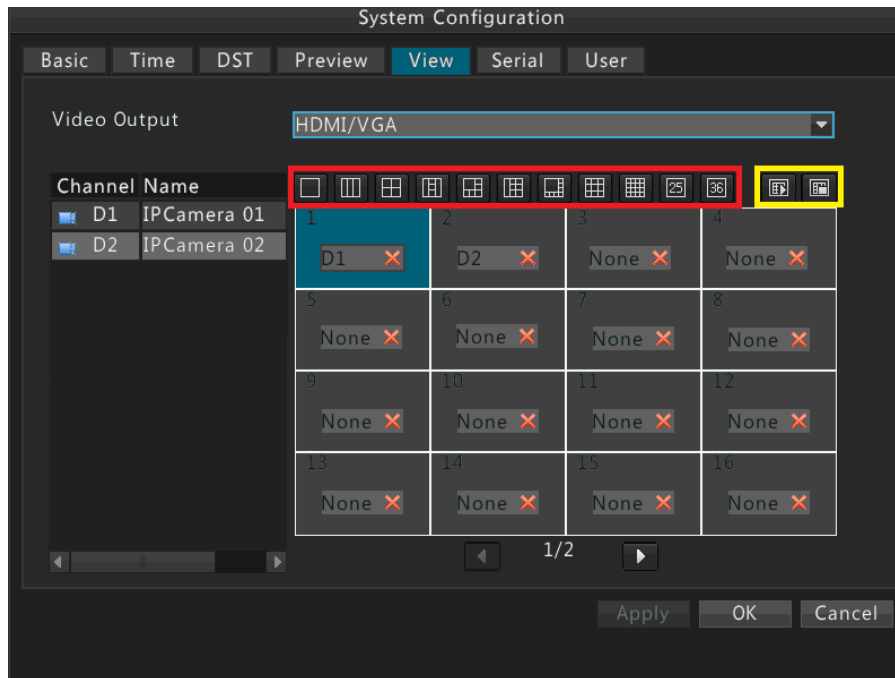 System Configuration
Basic Time DST Preview View Serial User
Video Output HDMI/VGA
Channel Name 25 36
D1 IPCamera 01
D2 IPCamera 02
1 2 3 4
D1 D2 None None
5 6 7 8
None None None None
9 10 11 12
None None None None
13 14 15 16
None None None None
1/2
Apply OK Cancel